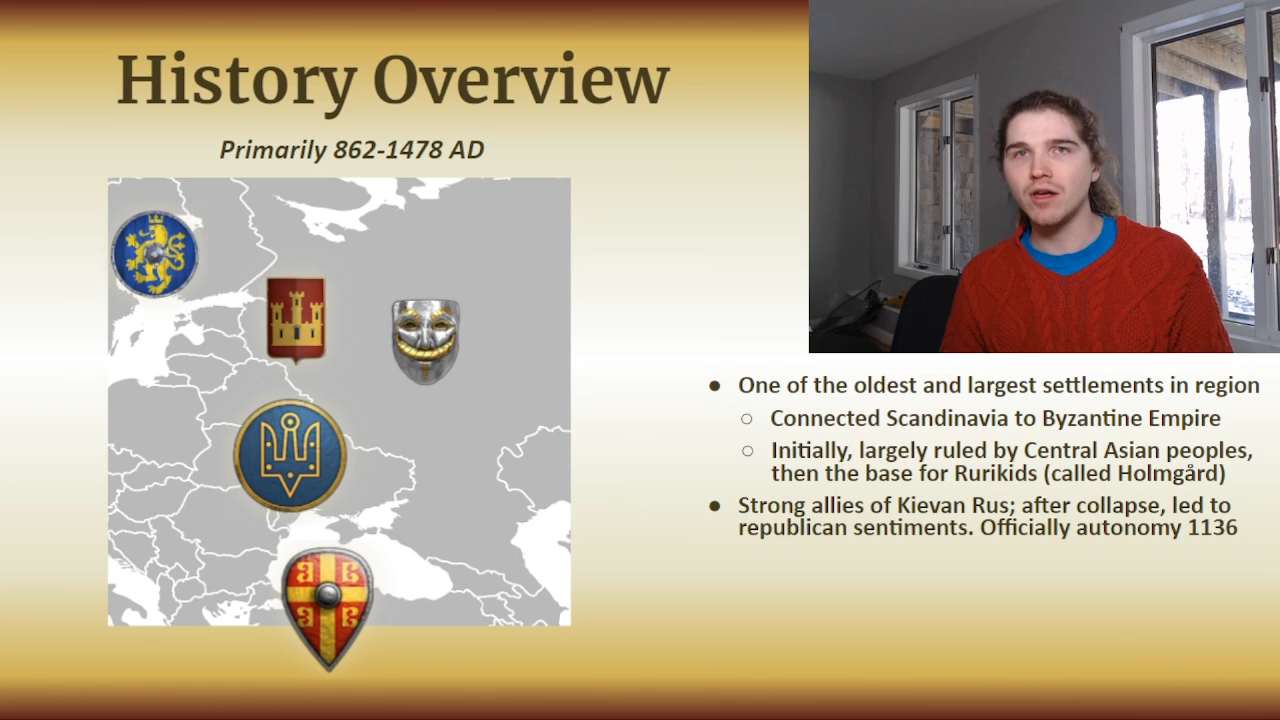 History Overview
Primarily 862-1478 AD
● One of the oldest and largest settlements in region
○ Connected Scandinavia to Byzantine Empire
○ Initially, largely ruled by Central Asian peoples,
then the base for Rurikids (called Holmgård)
● Strong allies of Kievan Rus; after collapse, led to
republican sentiments. Officially autonomy 1136